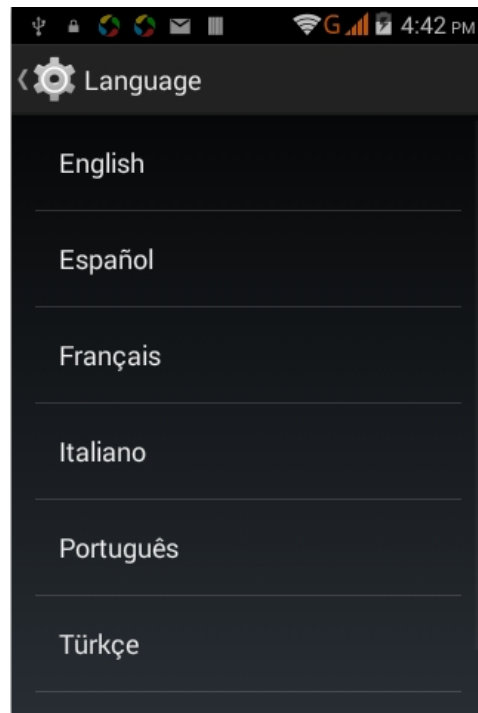 G 4:42 PM
Language
English
Español
Français
Italiano
Português
Türkçe